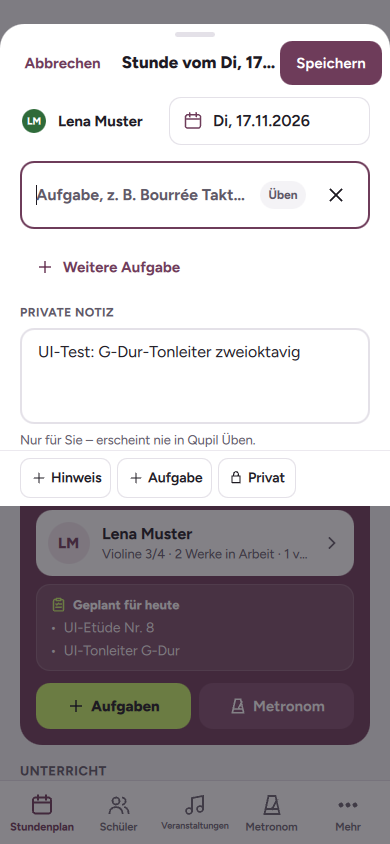 Abbrechen Stunde vom Di, 17... Speichern
LM Lena Muster Di, 17.11.2026
Aufgabe, z. B. Bourrée Takt... Üben
Weitere Aufgabe
PRIVATE NOTIZ
UI-Test: G-Dur-Tonleiter zweioktavig
Nur für Sie – erscheint nie in Qupil Üben.
Hinweis Aufgabe Privat
LM Lena Muster
Violine 3/4 · 2 Werke in Arbeit · 1 v...
Geplant für heute
• UI-Etüde Nr. 8
• UI-Tonleiter G-Dur
Aufgaben Metronom
UNTERRICHT
Stundenplan Schüler Veranstaltungen Metronom Mehr